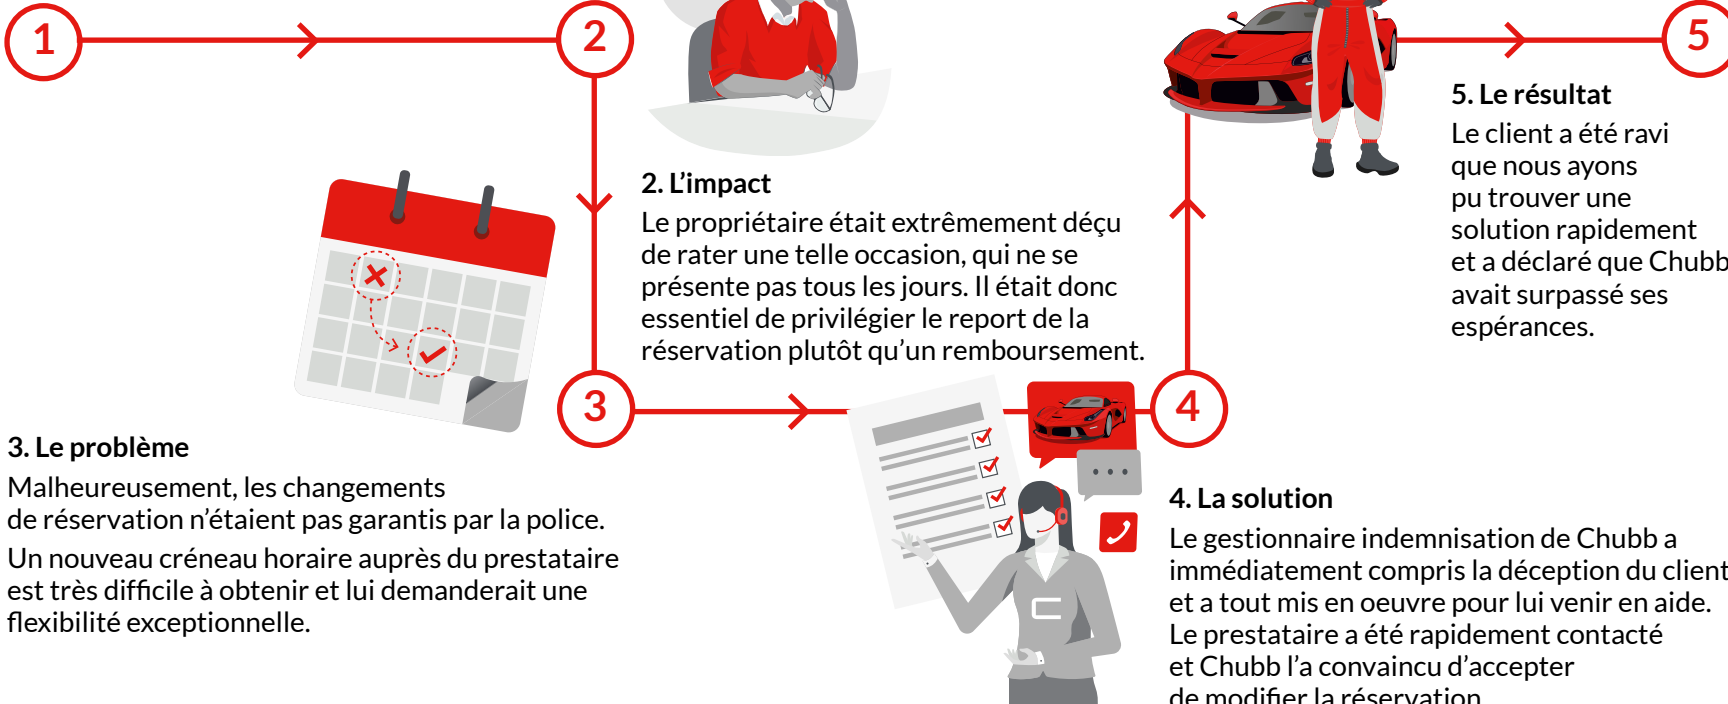 1
2
2. L’impact
Le propriétaire était extrêmement déçu
de rater une telle occasion, qui ne se
présente pas tous les jours. Il était donc
essentiel de privilégier le report de la
réservation plutôt qu’un remboursement.
3
3. Le problème
Malheureusement, les changements
de réservation n’étaient pas garantis par la police.
Un nouveau créneau horaire auprès du prestataire
est très difficile à obtenir et lui demanderait une
flexibilité exceptionnelle.
4
4. La solution
Le gestionnaire indemnisation de Chubb a
immédiatement compris la déception du client
et a tout mis en oeuvre pour lui venir en aide.
Le prestataire a été rapidement contacté
et Chubb l’a convaincu d’accepter
de modifier la réservation
5
5. Le résultat
Le client a été ravi
que nous ayons
pu trouver une
solution rapidement
et a déclaré que Chubb
avait surpassé ses
espérances.